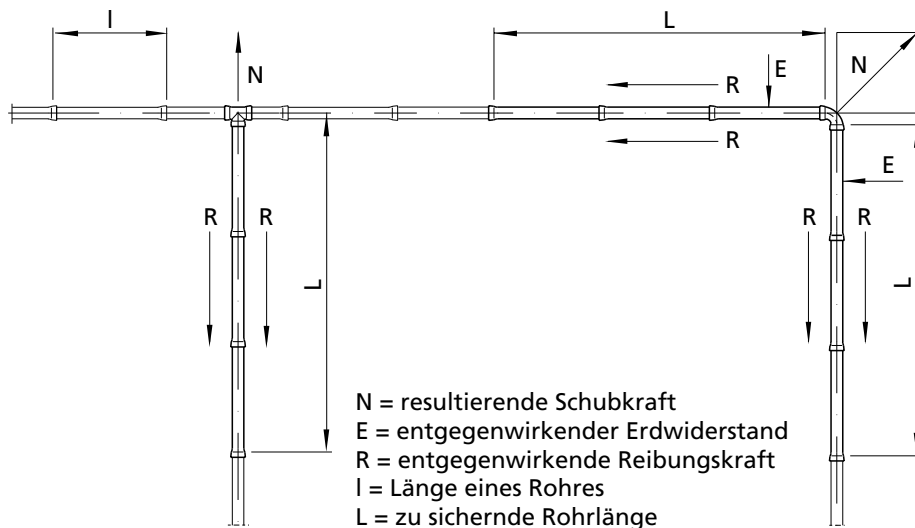 l
L
N
N
E
R
R
E
R
R
R
R
L
L
N = resultierende Schubkraft
E = entgegenwirkender Erdwiderstand
R = entgegenwirkende Reibungskraft
l = Länge eines Rohres
L = zu sichernde Rohrlänge